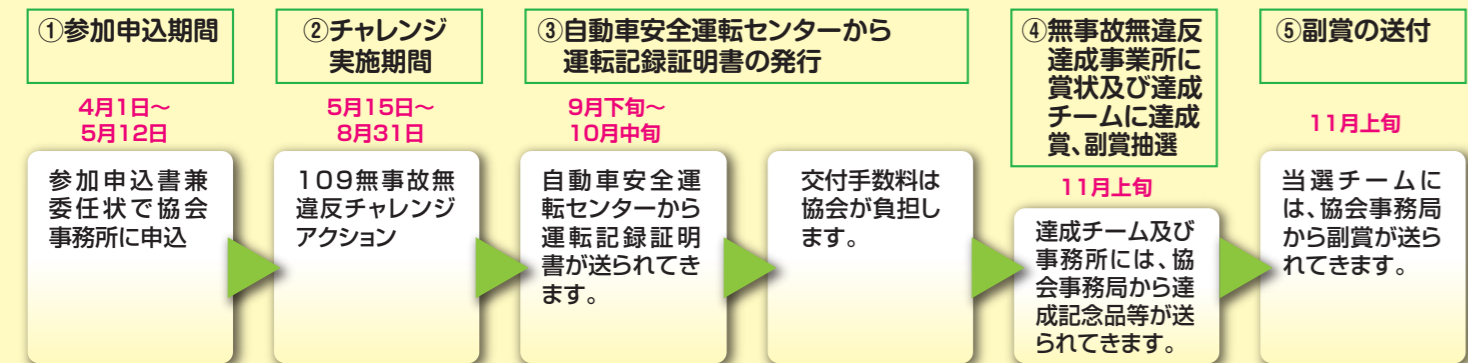 ①参加申込期間
4月1日～
5月12日
参加申込書兼
委任状で協会
事務所に申込
②チャレンジ
実施期間
5月15日～
8月31日
109無事故無
違反チャレンジ
アクション
③自動車安全運転センターから
運転記録証明書の発行
9月下旬～
10月中旬
自動車安全運
転センターから
運転記録証明
書が送られてき
ます。
交付手数料は
協会が負担し
ます。
④無事故無違反
達成事業所に
賞状及び達成
チームに達成
賞、副賞抽選
11月上旬
達成チーム及び
事務所には、協
会事務局から達
成記念品等が送
られてきます。
⑤副賞の送付
11月上旬
当選チームに
は、協会事務局
から副賞が送ら
れてきます。